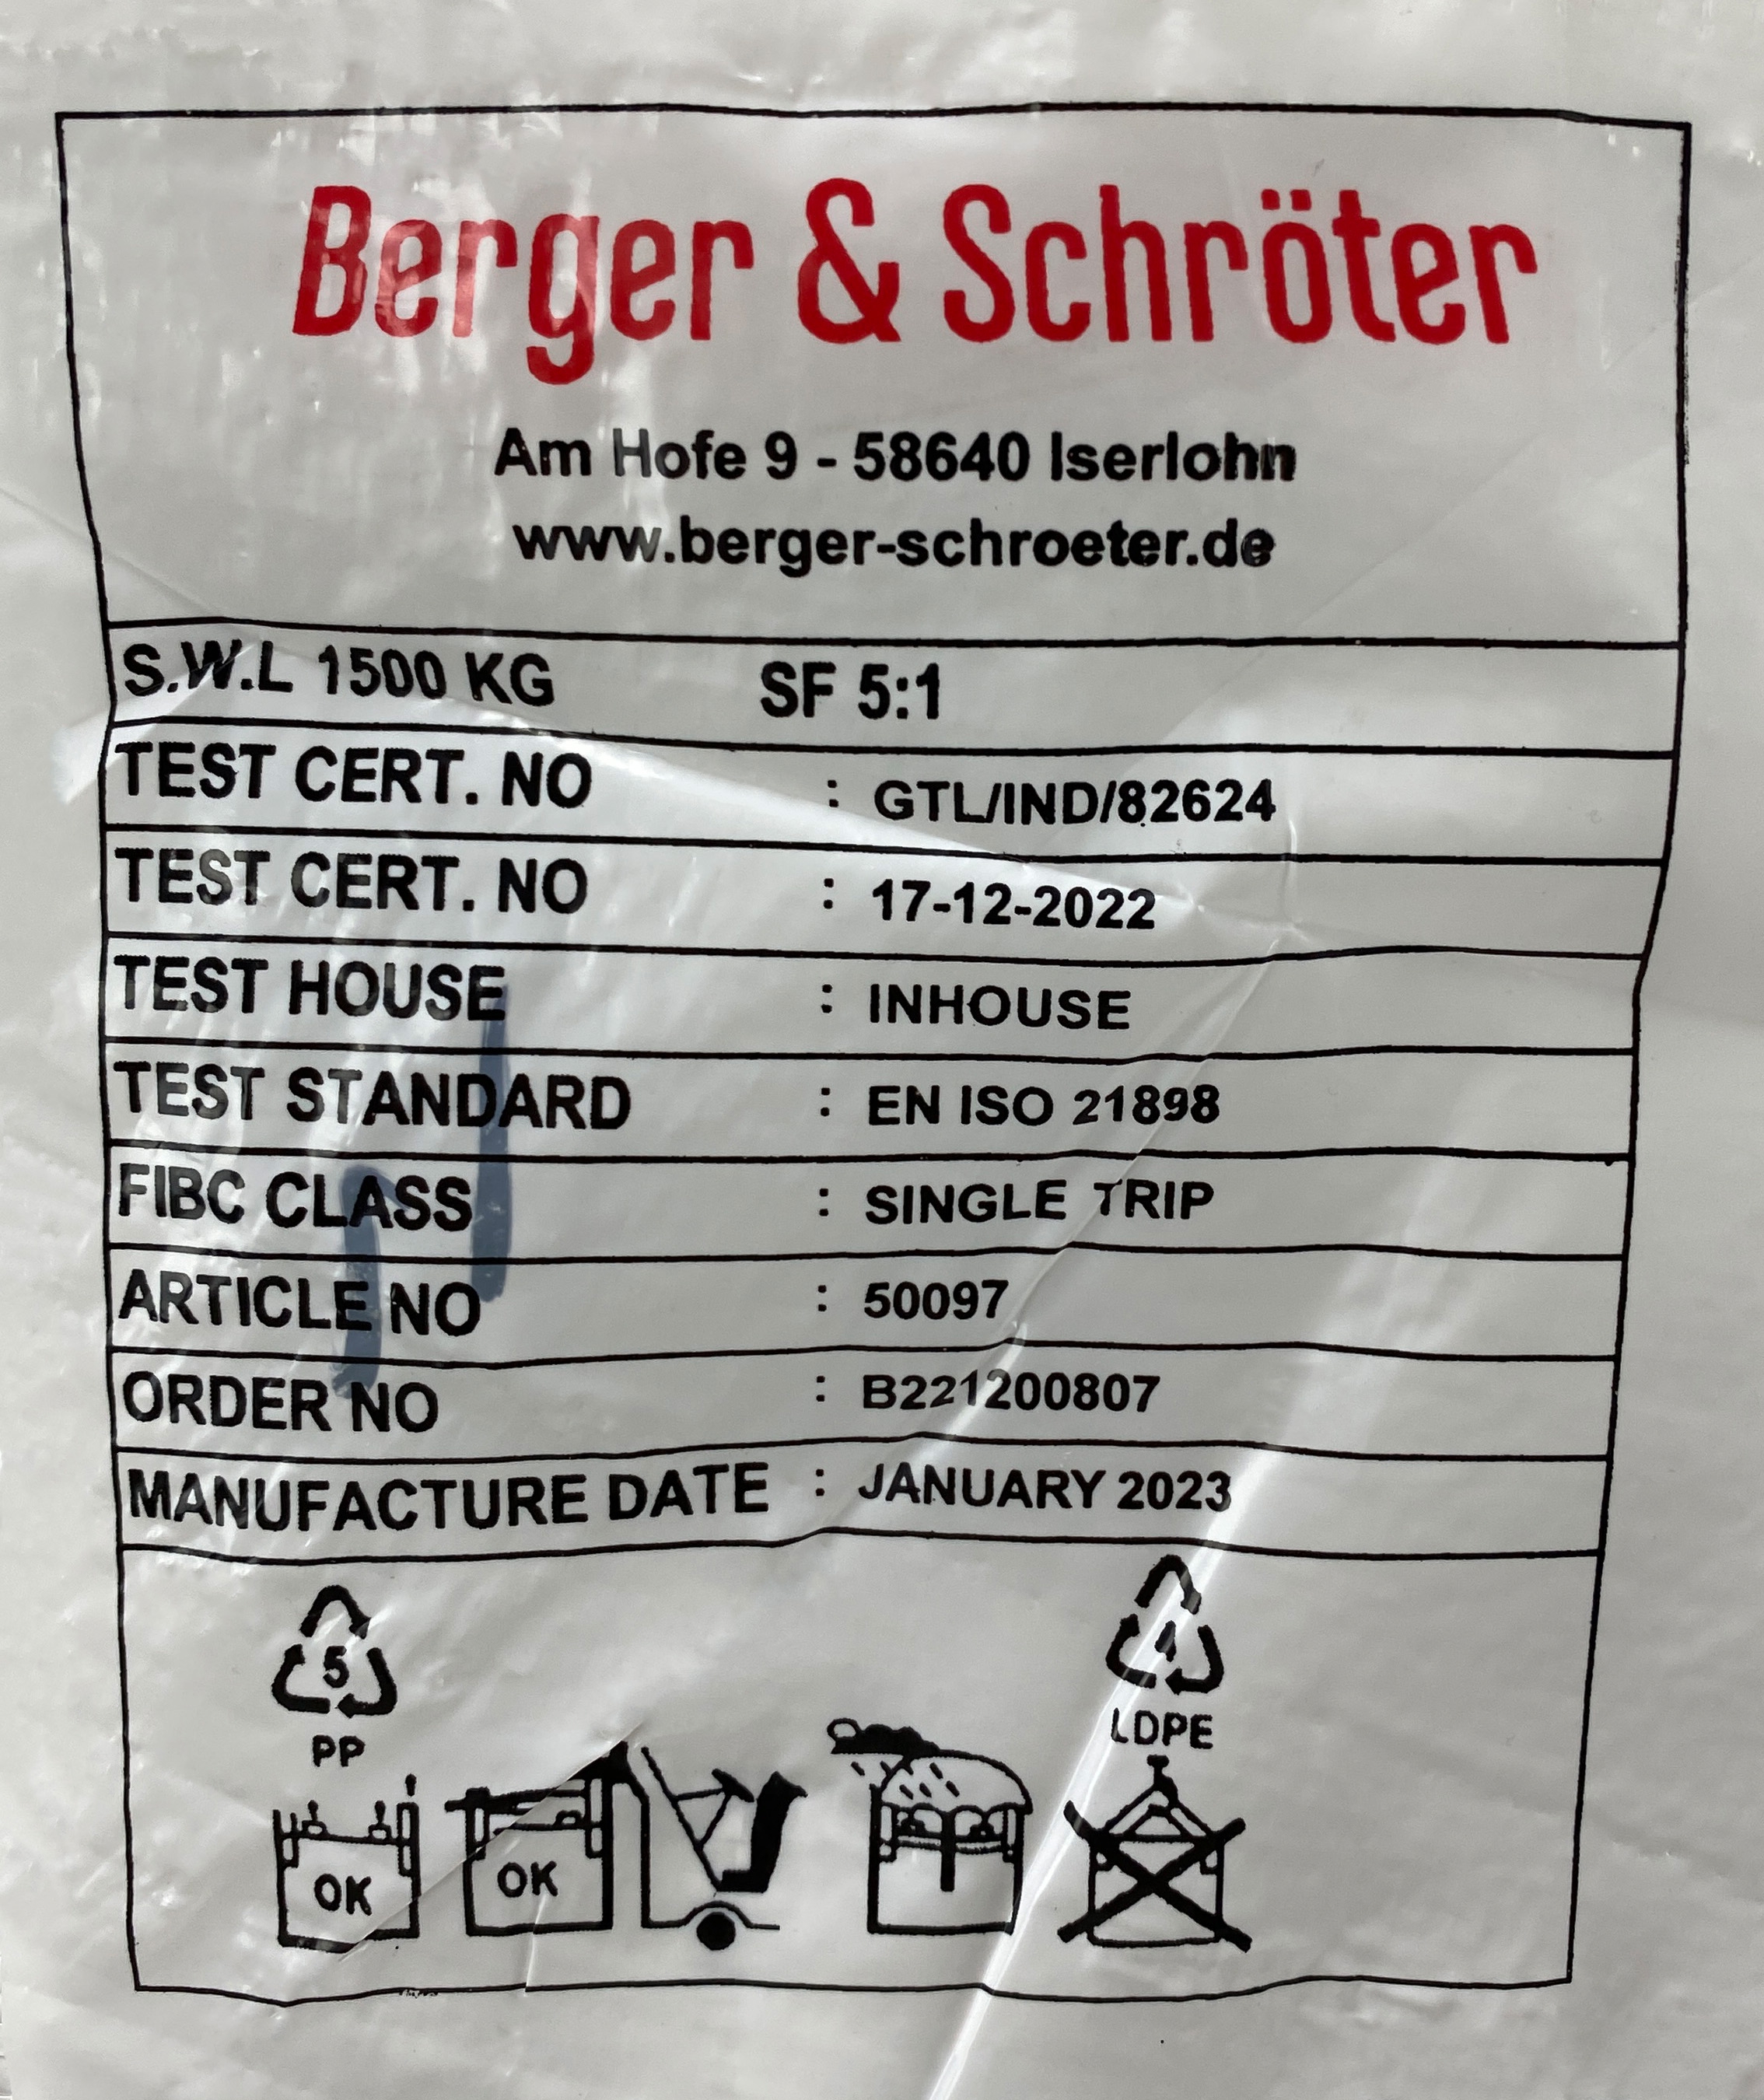 Berger & Schröter
Am Hofe 9 - 58640 Iserlohn
www.berger-schroeter.de
S.W.L 1500 KG SF 5:1
TEST CERT. NO : GTL/IND/82624
TEST CERT. NO : 17-12-2022
TEST HOUSE : INHOUSE
TEST STANDARD : EN ISO 21898
FIBC CLASS : SINGLE TRIP
ARTICLE NO : 50097
ORDER NO : B221200807
MANUFACTURE DATE : JANUARY 2023
5 4
PP LDPE
OK OK